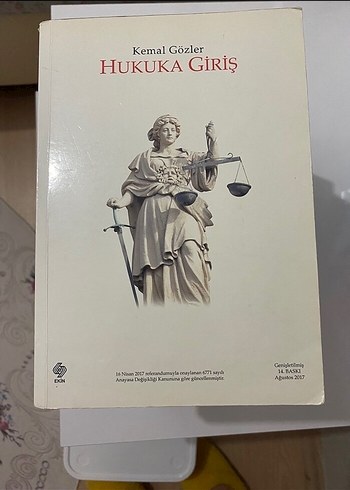 Kemal Gözler
HUKUKA GİRİŞ
16 Nisan 2017 referandumuyla onaylanan 6771 sayılı
Anayasa Değişikliği Kanununa göre güncellenmiştir.
Genişletilmiş
14. BASKI
Ağustos 2017
EKİN